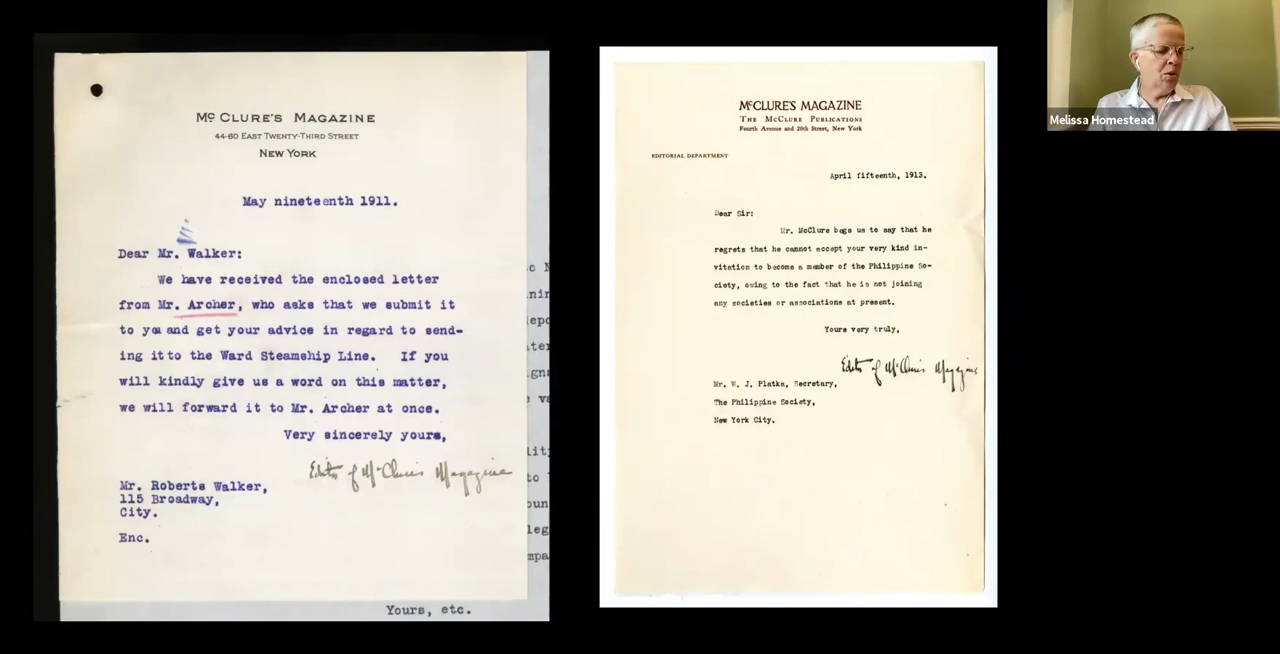 McCLURE'S MAGAZINE
44-60 EAST TWENTY-THIRD STREET
NEW YORK
May nineteenth 1911.
Dear Mr. Walker:
We have received the enclosed letter
from Mr. Archer, who asks that we submit it
to you and get your advice in regard to send-
ing it to the Ward Steamship Line. If you
will kindly give us a word on this matter,
we will forward it to Mr. Archer at once.
Very sincerely yours,
Editor of McClure's Magazine
Mr. Roberts Walker,
115 Broadway,
City.
Enc.
Yours, etc.
McCLURE'S MAGAZINE
THE McCLURE PUBLICATIONS
Fourth Avenue and 20th Street, New York
EDITORIAL DEPARTMENT
April fifteenth, 1913.
Dear Sir:
Mr. McClure begs us to say that he
regrets that he cannot accept your very kind in-
vitation to become a member of the Philippine So-
ciety, owing to the fact that he is not joining
any societies or associations at present.
Yours very truly,
Editor of McClure's Magazine
Mr. W. J. Platka, Secretary,
The Philippine Society,
New York City.
Melissa Homestead